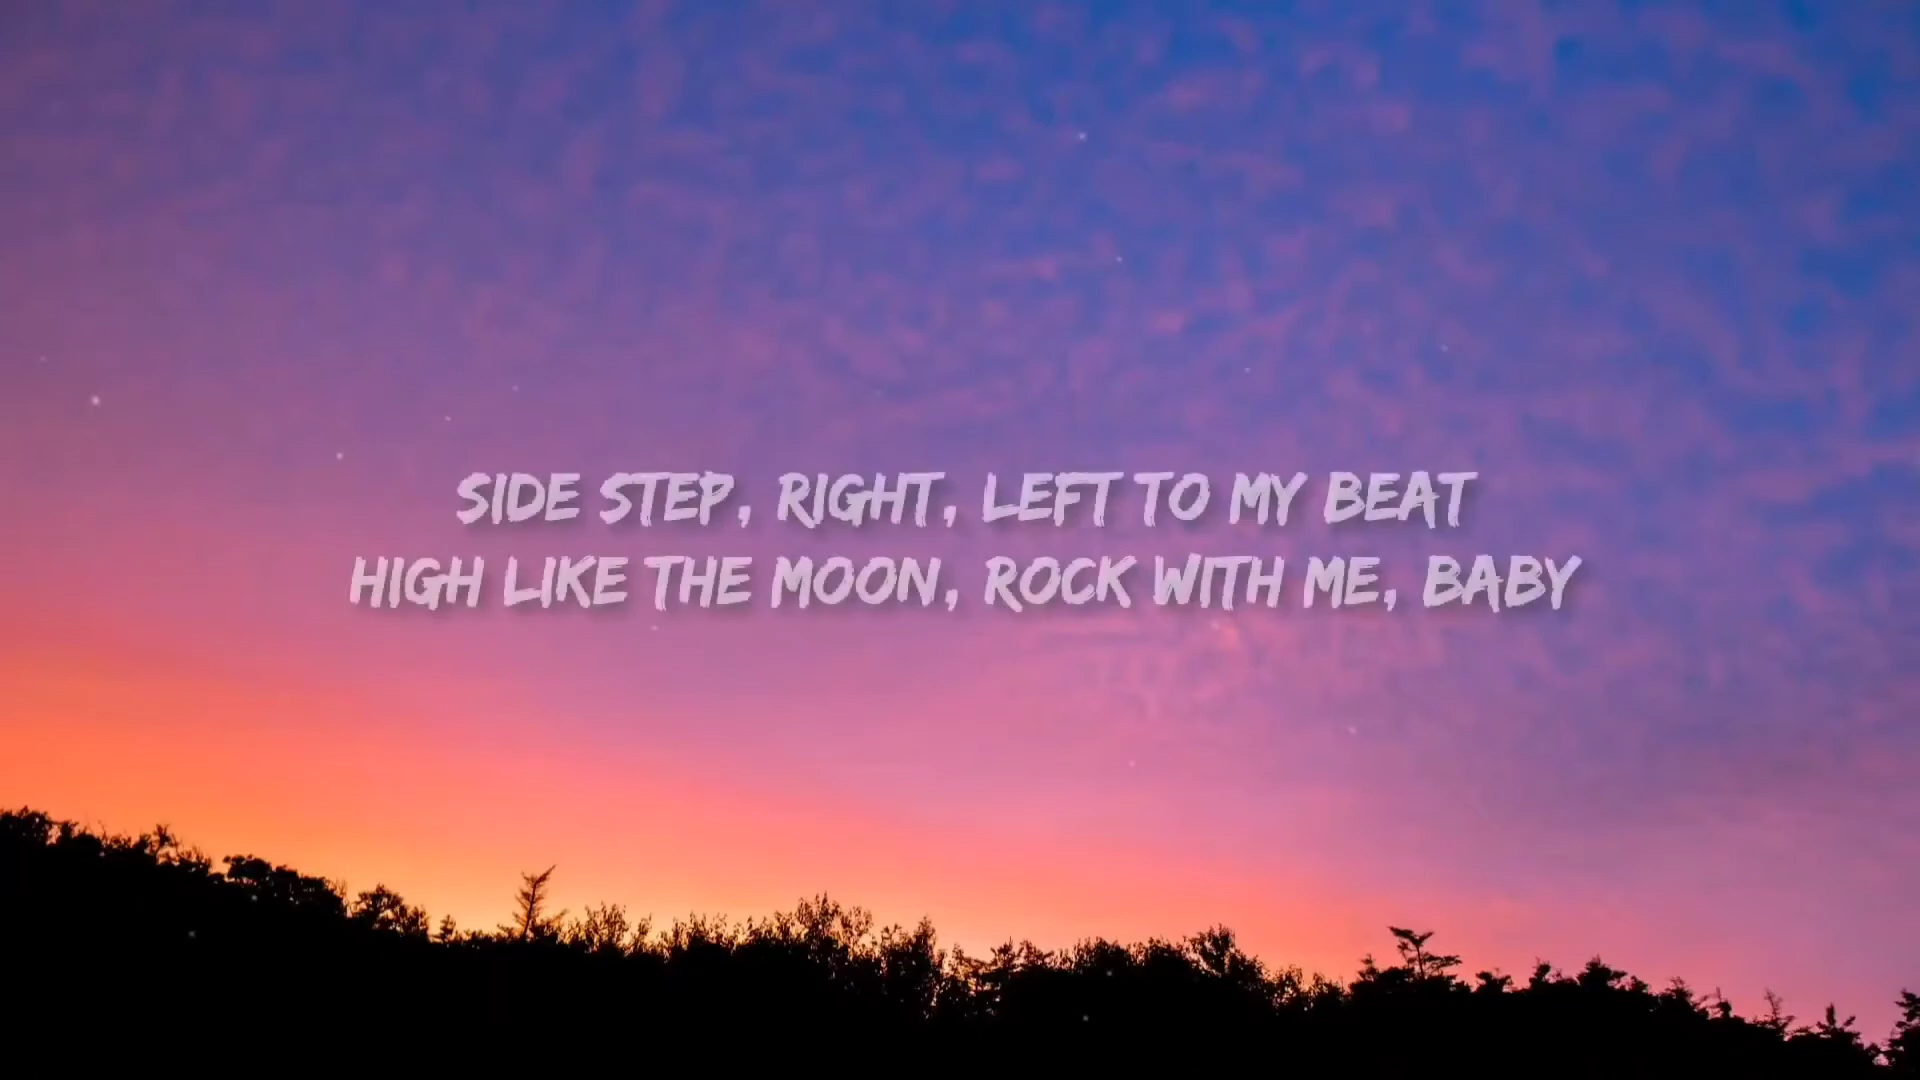 SIDE STEP, RIGHT, LEFT TO MY BEAT
HIGH LIKE THE MOON, ROCK WITH ME, BABY